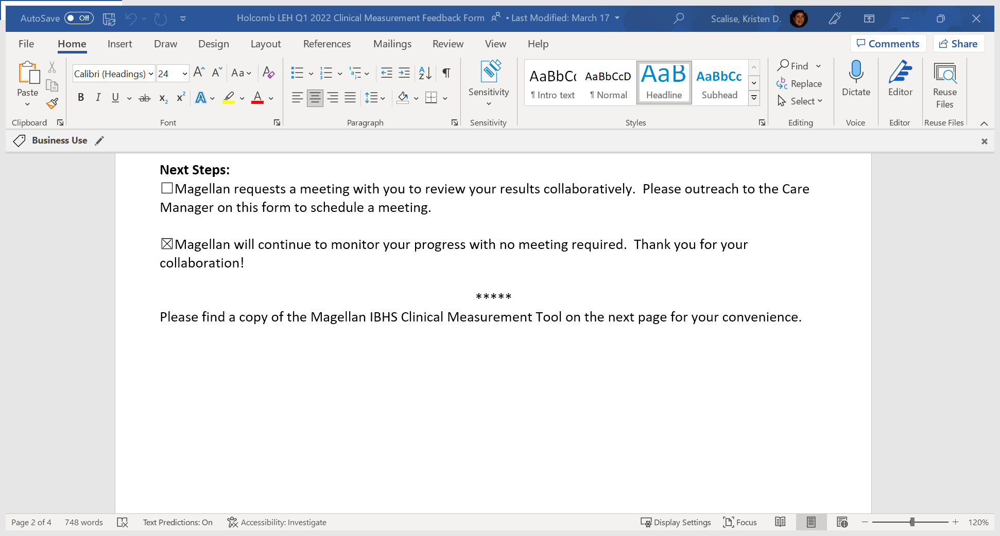 AutoSave Off Holcomb LEH Q1 2022 Clinical Measurement Feedback Form • Last Modified: March 17 Scalise, Kristen D.
File Home Insert Draw Design Layout References Mailings Review View Help Comments Share
Paste
Clipboard
Calibri (Headings) 24 A A Aa A
B I U ab x2 x2 A A
Font
A Z ¶
Paragraph
Sensitivity
Sensitivity
AaBbCc AaBbCcD AaB AaBbCc
¶ Intro text ¶ Normal Headline Subhead
Styles
Find
b c Replace
Select
Editing
Dictate
Voice
Editor
Editor
Reuse
Files
Reuse Files
Business Use
Next Steps:
☐Magellan requests a meeting with you to review your results collaboratively. Please outreach to the Care
Manager on this form to schedule a meeting.
☒Magellan will continue to monitor your progress with no meeting required. Thank you for your
collaboration!
*****
Please find a copy of the Magellan IBHS Clinical Measurement Tool on the next page for your convenience.
Page 2 of 4 748 words Text Predictions: On Accessibility: Investigate Display Settings Focus 120%